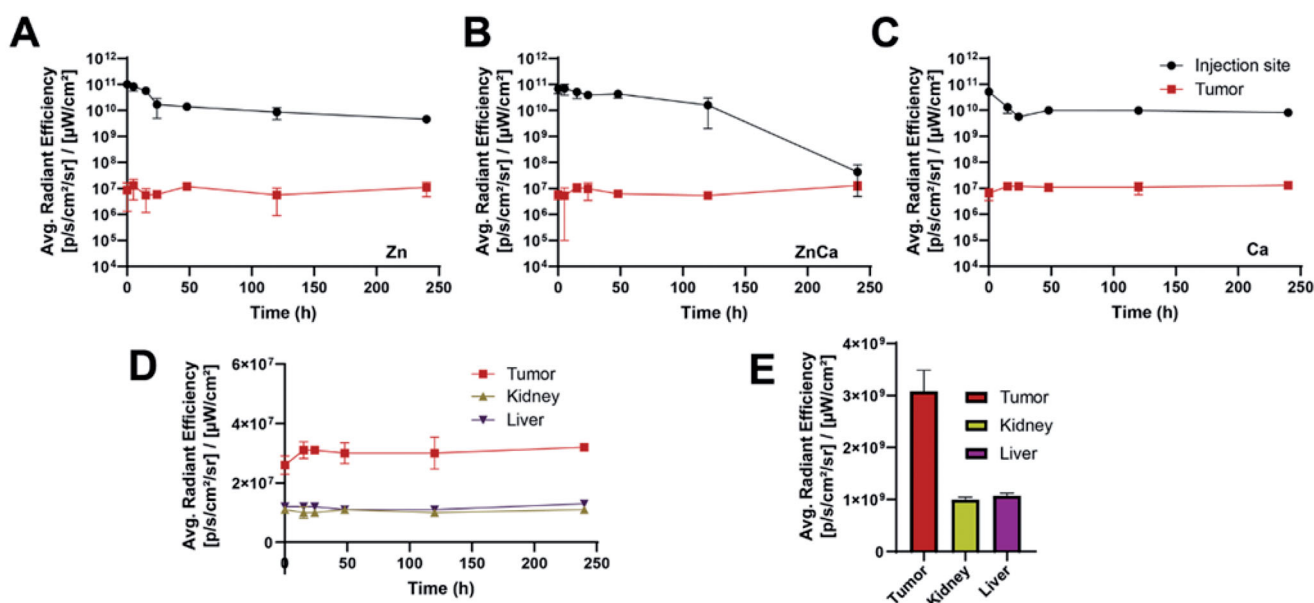 A
Avg. Radiant Efficiency
[p/s/cm²/sr] / [µW/cm²]
10¹²
10¹¹
10¹⁰
10⁹
10⁸
10⁷
10⁶
10⁵
10⁴
Zn
0 50 100 150 200 250
Time (h)
B
Avg. Radiant Efficiency
[p/s/cm²/sr] / [µW/cm²]
10¹²
10¹¹
10¹⁰
10⁹
10⁸
10⁷
10⁶
10⁵
10⁴
ZnCa
0 50 100 150 200 250
Time (h)
C
Avg. Radiant Efficiency
[p/s/cm²/sr] / [µW/cm²]
10¹²
10¹¹
10¹⁰
10⁹
10⁸
10⁷
10⁶
10⁵
10⁴
Injection site
Tumor
Ca
0 50 100 150 200 250
Time (h)
D
Avg. Radiant Efficiency
[p/s/cm²/sr] / [µW/cm²]
6×10⁷
4×10⁷
2×10⁷
0
Tumor
Kidney
Liver
0 50 100 150 200 250
Time (h)
E
Avg. Radiant Efficiency
[p/s/cm²/sr] / [µW/cm²]
4×10⁹
3×10⁹
2×10⁹
1×10⁹
0
Tumor
Kidney
Liver
Tumor
Kidney
Liver